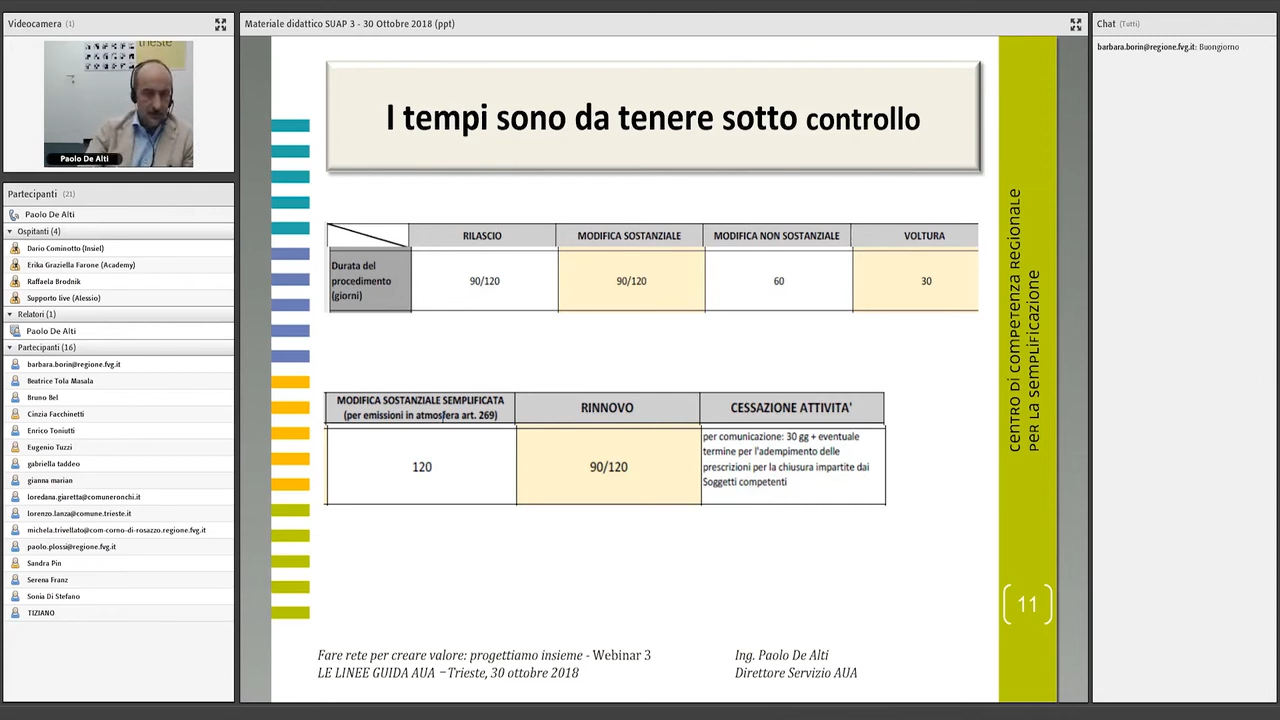 Videocamera (1)
trieste
Paolo De Alti
Partecipanti (21)
Paolo De Alti
Ospitanti (4)
Dario Cominotto (Insiel)
Erika Graziella Farone (Academy)
Raffaela Brodnik
Supporto live (Alessio)
Relatori (1)
Paolo De Alti
Partecipanti (16)
barbara.borin@regione.fvg.it
Beatrice Tola Masala
Bruno Bel
Cinzia Facchinetti
Enrico Toniutti
Eugenio Tuzzi
gabriella taddeo
gianna marian
loredana.giaretta@comuneronchi.it
lorenzo.lanza@comune.trieste.it
michela.trivellato@com-corno-di-rosazzo.regione.fvg.it
paolo.plossi@regione.fvg.it
Sandra Pin
Serena Franz
Sonia Di Stefano
TIZIANO
Materiale didattico SUAP 3 - 30 Ottobre 2018 (ppt)
I tempi sono da tenere sotto controllo
RILASCIO MODIFICA SOSTANZIALE MODIFICA NON SOSTANZIALE VOLTURA
Durata del
procedimento
(giorni)
90/120 90/120 60 30
MODIFICA SOSTANZIALE SEMPLIFICATA
(per emissioni in atmosfera art. 269)
RINNOVO CESSAZIONE ATTIVITA'
120 90/120
per comunicazione: 30 gg + eventuale
termine per l'adempimento delle
prescrizioni per la chiusura impartite dai
Soggetti competenti
Fare rete per creare valore: progettiamo insieme - Webinar 3
LE LINEE GUIDA AUA –Trieste, 30 ottobre 2018
Ing. Paolo De Alti
Direttore Servizio AUA
CENTRO DI COMPETENZA REGIONALE
PER LA SEMPLIFICAZIONE
11
Chat (Tutti)
barbara.borin@regione.fvg.it: Buongiorno